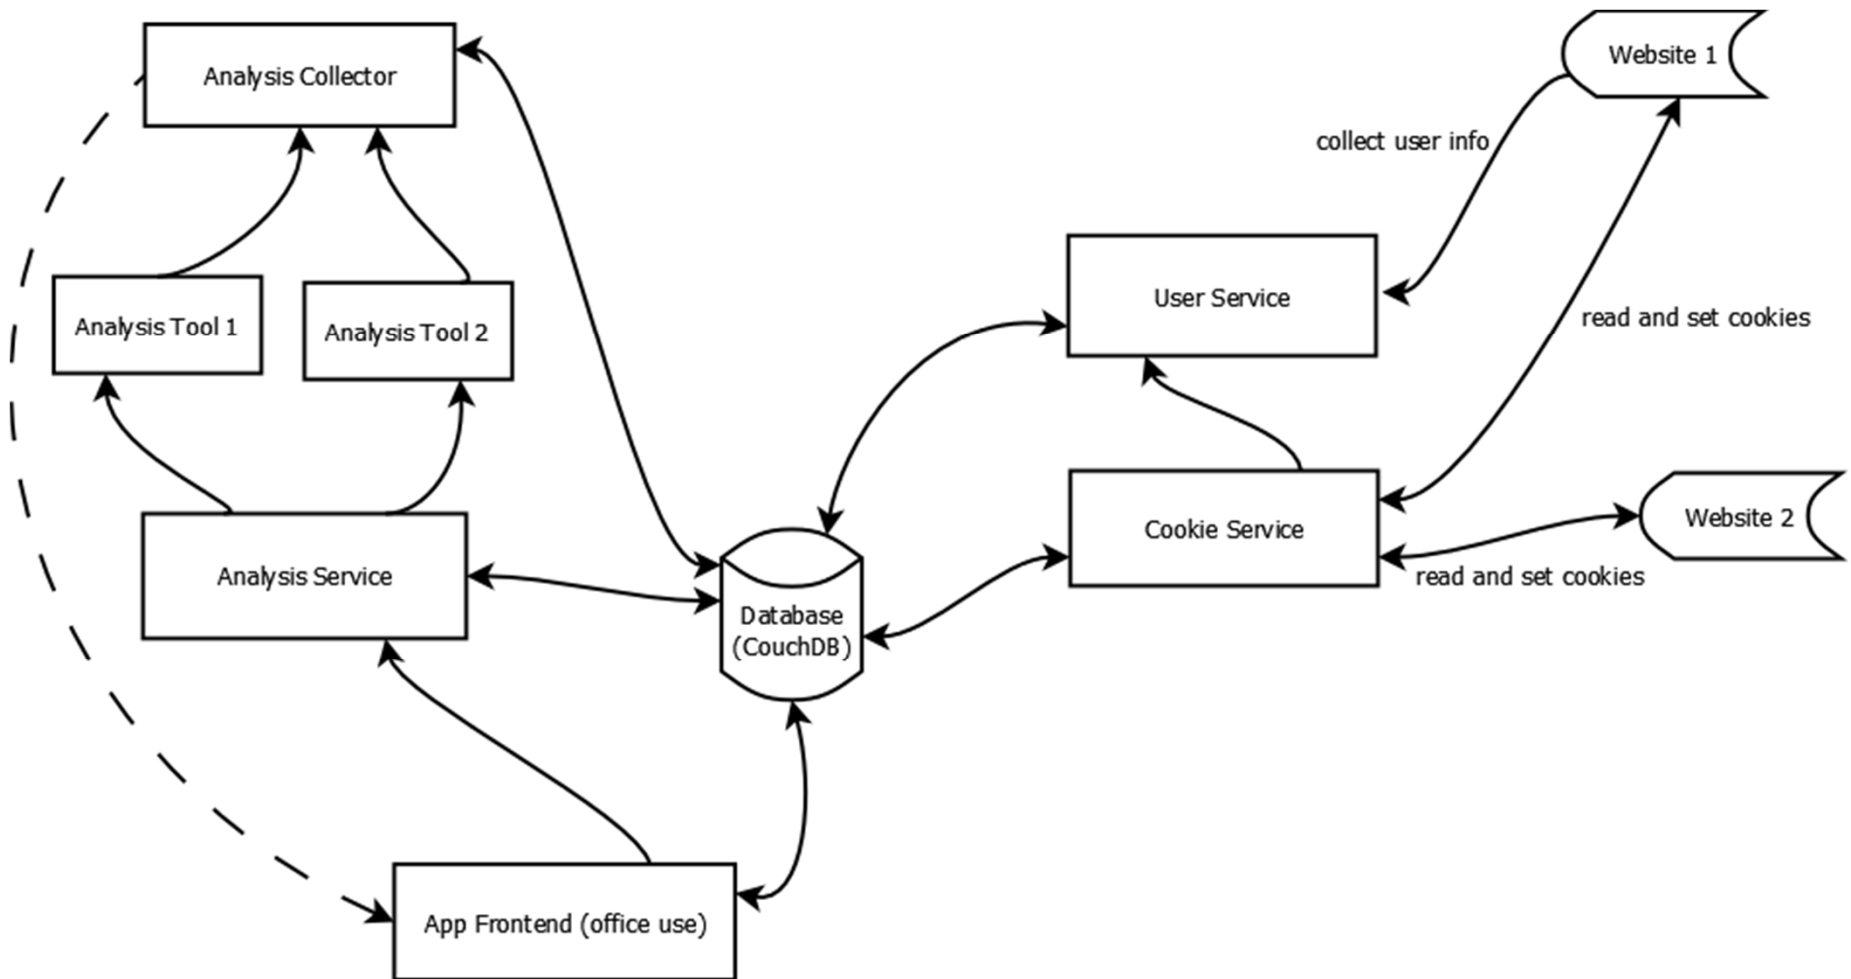 Analysis Collector
Website 1
collect user info
User Service
read and set cookies
Analysis Tool 1
Analysis Tool 2
Cookie Service
Website 2
read and set cookies
Analysis Service
Database
(CouchDB)
App Frontend (office use)